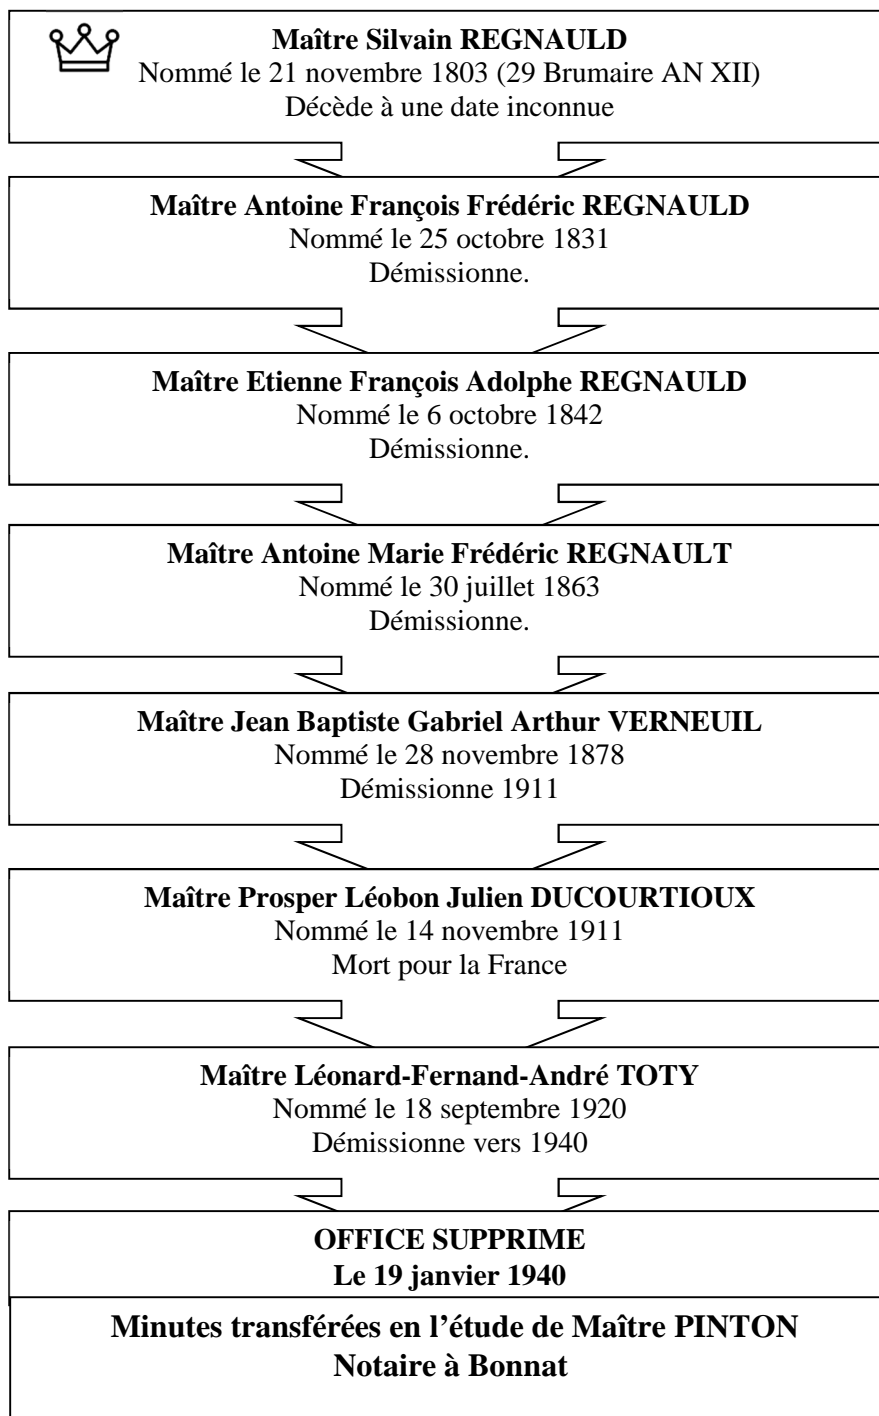 Maître Silvain REGNAULD
Nommé le 21 novembre 1803 (29 Brumaire AN XII)
Décède à une date inconnue
Maître Antoine François Frédéric REGNAULD
Nommé le 25 octobre 1831
Démissionne.
Maître Etienne François Adolphe REGNAULD
Nommé le 6 octobre 1842
Démissionne.
Maître Antoine Marie Frédéric REGNAULT
Nommé le 30 juillet 1863
Démissionne.
Maître Jean Baptiste Gabriel Arthur VERNEUIL
Nommé le 28 novembre 1878
Démissionne 1911
Maître Prosper Léobon Julien DUCOURTIOUX
Nommé le 14 novembre 1911
Mort pour la France
Maître Léonard-Fernand-André TOTY
Nommé le 18 septembre 1920
Démissionne vers 1940
OFFICE SUPPRIME
Le 19 janvier 1940
Minutes transférées en l’étude de Maître PINTON
Notaire à Bonnat